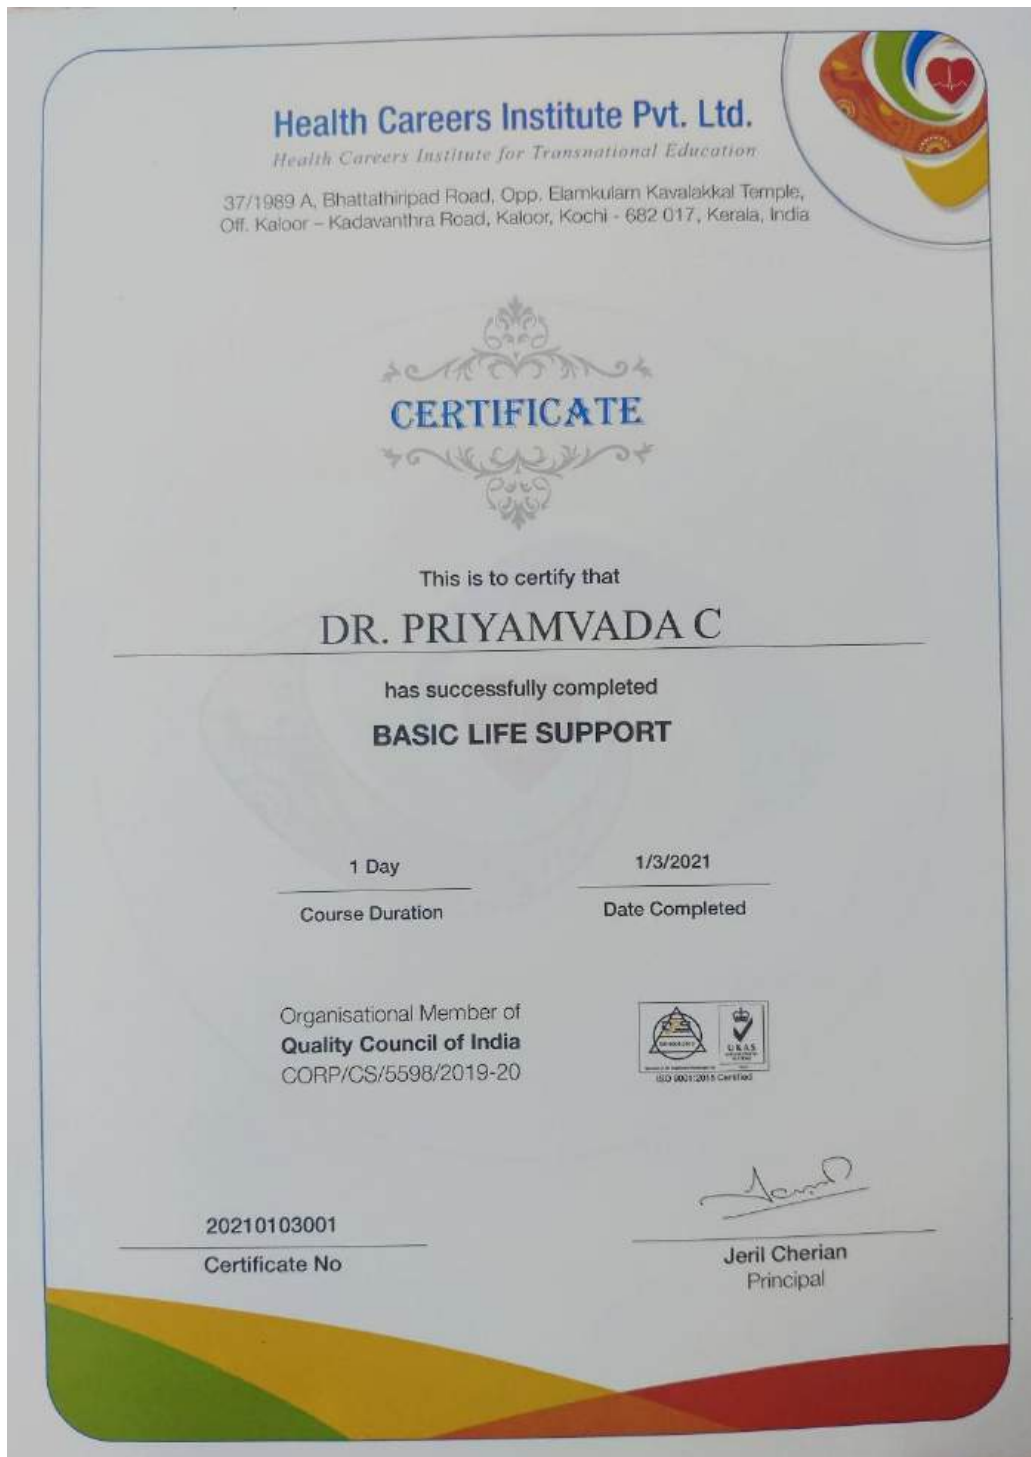 Health Careers Institute Pvt. Ltd.
Health Careers Institute for Transnational Education
37/1989 A, Bhattathiripad Road, Opp. Elamkulam Kavalakkal Temple,
Off. Kaloor – Kadavanthra Road, Kaloor, Kochi - 682 017, Kerala, India
CERTIFICATE
This is to certify that
DR. PRIYAMVADA C
has successfully completed
BASIC LIFE SUPPORT
1 Day
Course Duration
1/3/2021
Date Completed
Organisational Member of
Quality Council of India
CORP/CS/5598/2019-20
UKAS
ISO 9001:2015 Certified
20210103001
Certificate No
Jeril Cherian
Principal